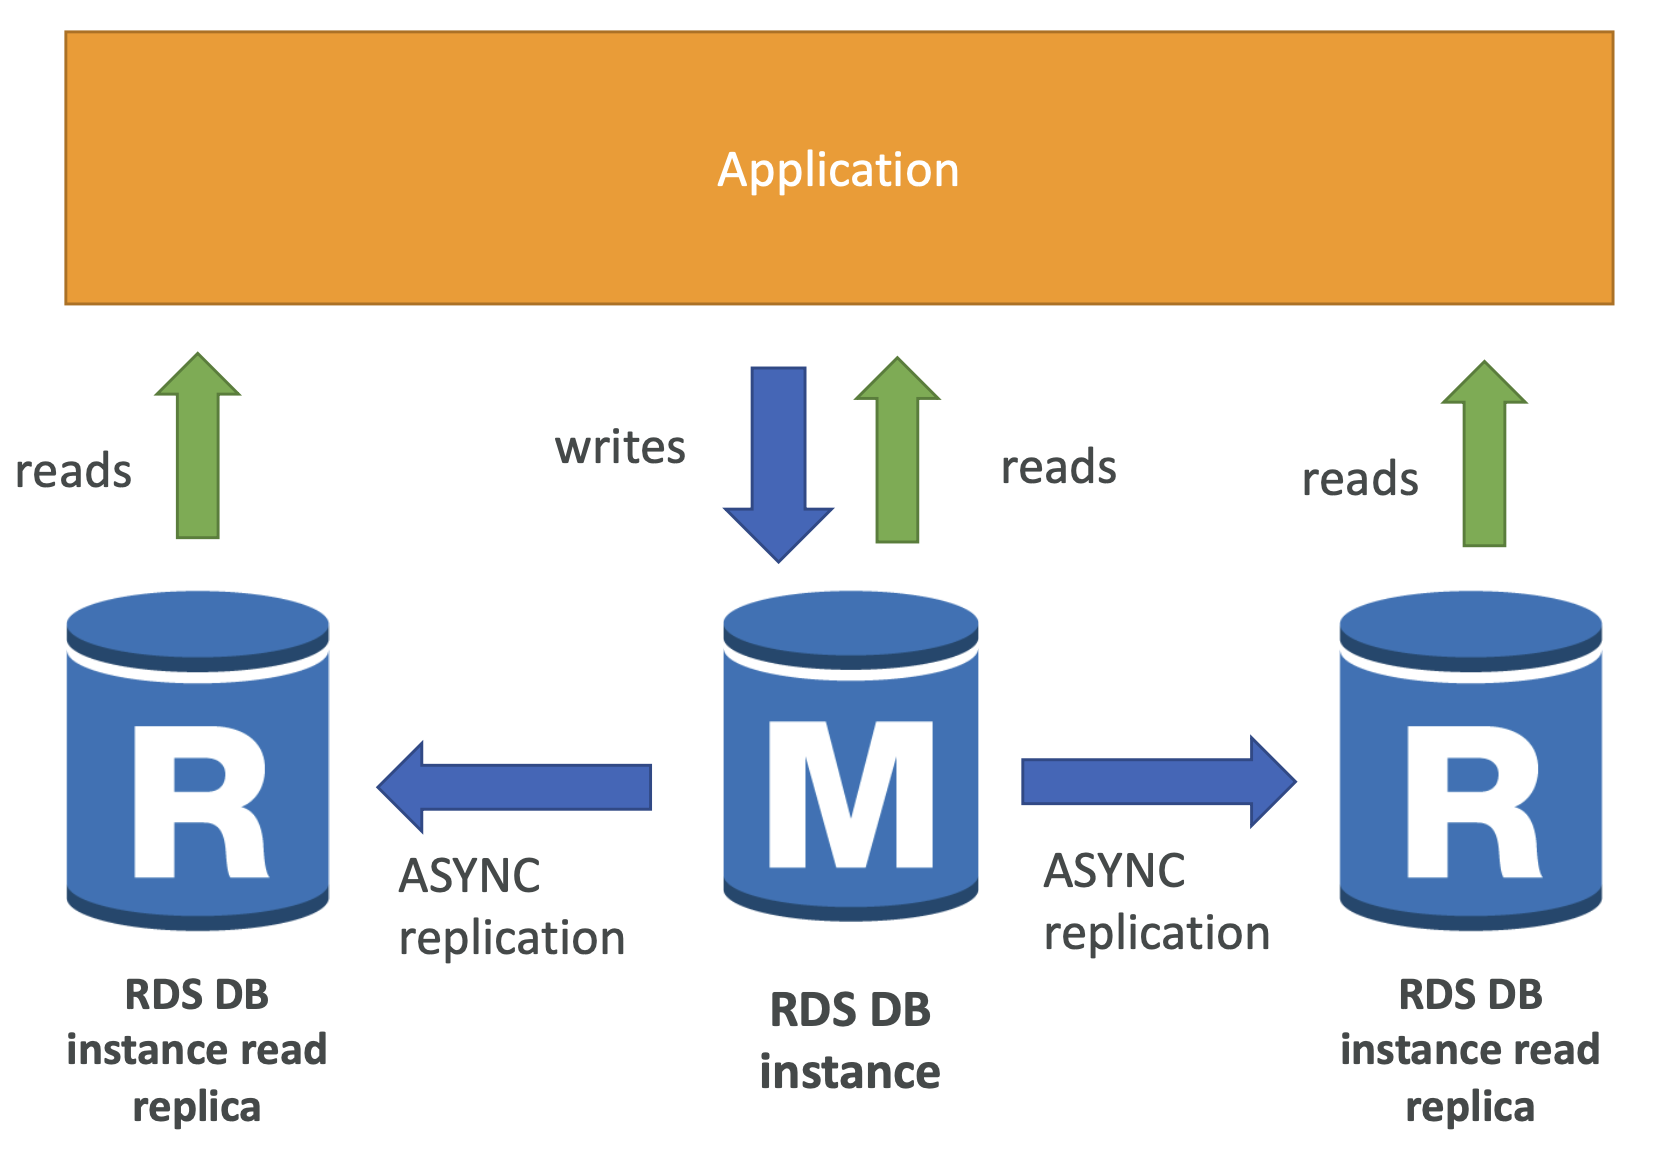 Application
reads
writes
reads
reads
R
M
R
ASYNC
replication
ASYNC
replication
RDS DB
instance read
replica
RDS DB
instance
RDS DB
instance read
replica